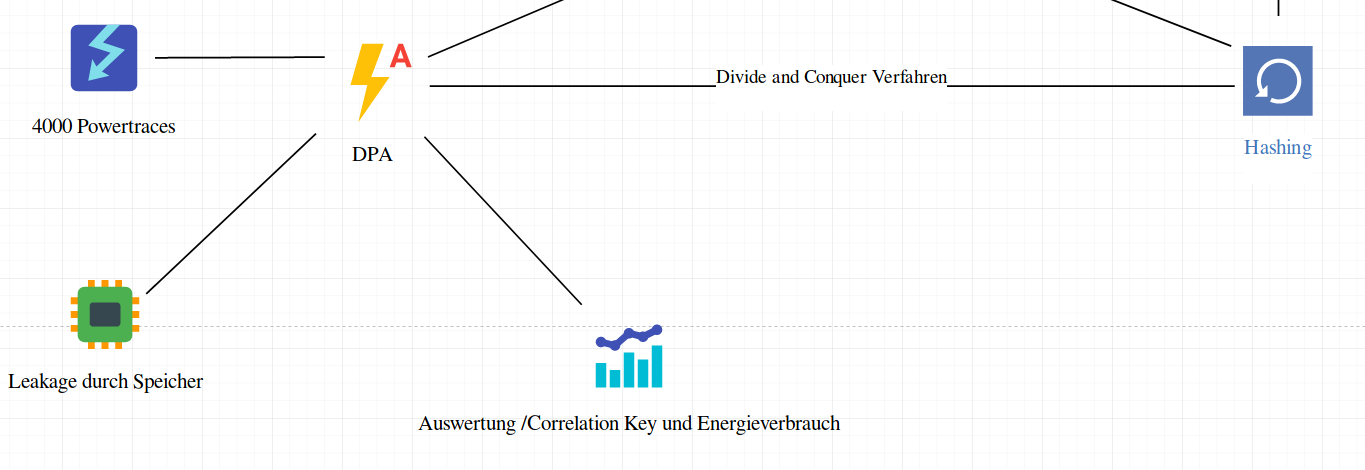 A
Divide and Conquer Verfahren
4000 Powertraces
DPA
Hashing
Leakage durch Speicher
Auswertung /Correlation Key und Energieverbrauch